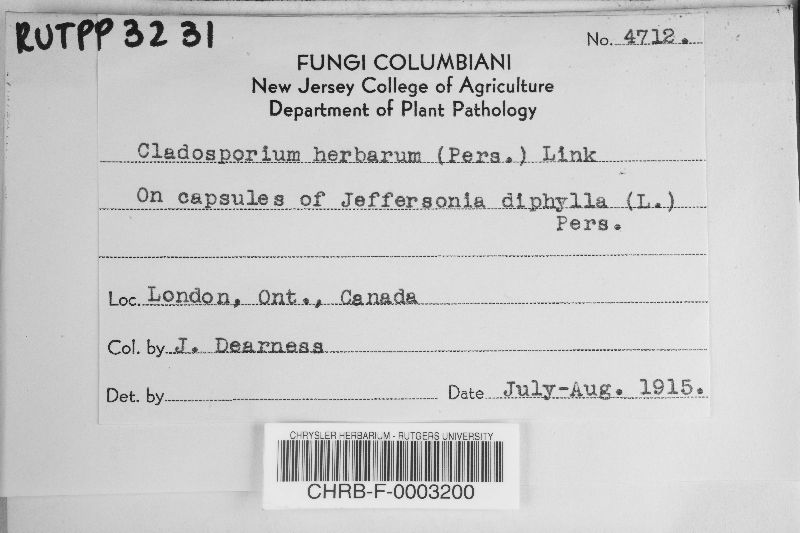 RUTPP 3231
No. 4712.
FUNGI COLUMBIANI
New Jersey College of Agriculture
Department of Plant Pathology
Cladosporium herbarum (Pers.) Link
On capsules of Jeffersonia diphylla (L.)
Pers.
Loc. London, Ont., Canada
Col. by J. Dearness
Det. by
Date July-Aug. 1915.
CHRYSLER HERBARIUM - RUTGERS UNIVERSITY
CHRB-F-0003200